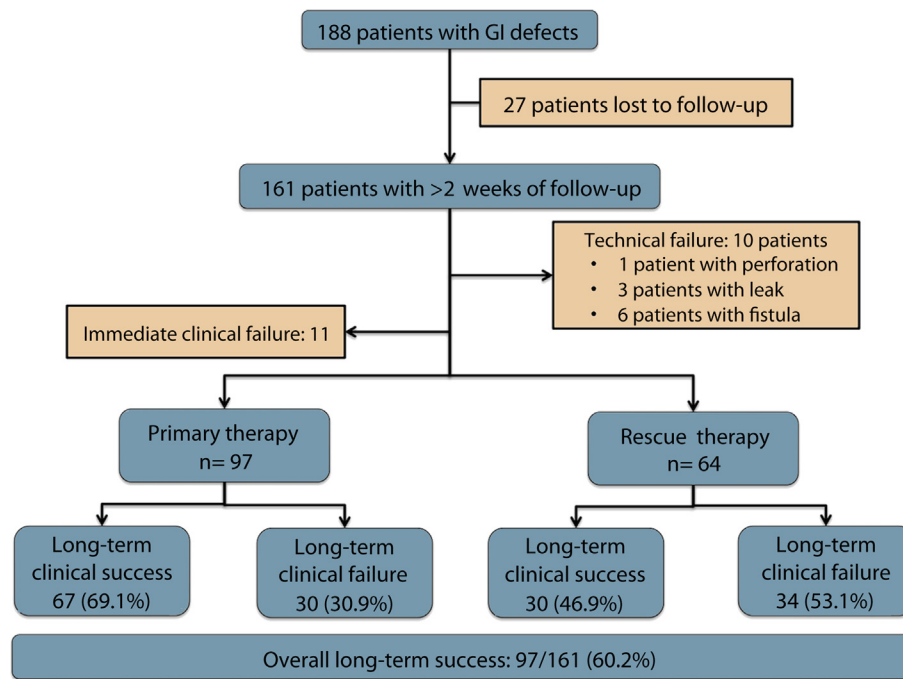 188 patients with GI defects
27 patients lost to follow-up
161 patients with >2 weeks of follow-up
Technical failure: 10 patients
• 1 patient with perforation
• 3 patients with leak
• 6 patients with fistula
Immediate clinical failure: 11
Primary therapy
n= 97
Rescue therapy
n= 64
Long-term
clinical success
67 (69.1%)
Long-term
clinical failure
30 (30.9%)
Long-term
clinical success
30 (46.9%)
Long-term
clinical failure
34 (53.1%)
Overall long-term success: 97/161 (60.2%)